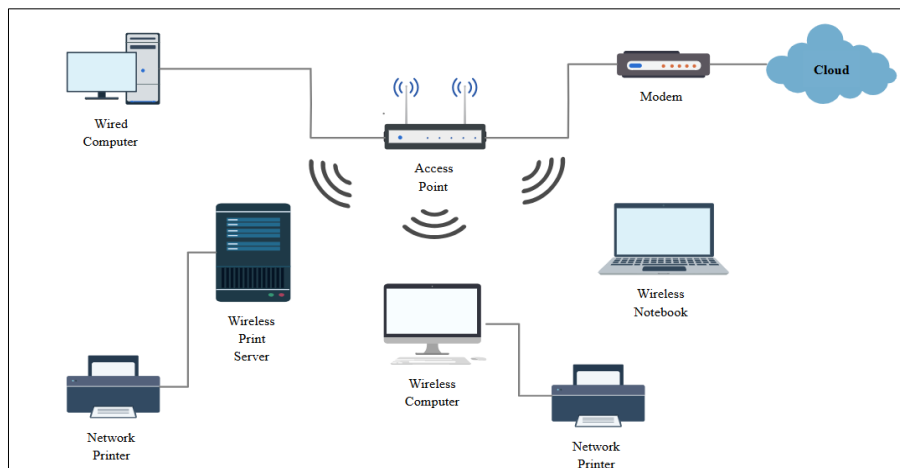 Cloud
Modem
Wired
Computer
Access
Point
Wireless
Notebook
Wireless
Print
Server
Wireless
Computer
Network
Printer
Network
Printer